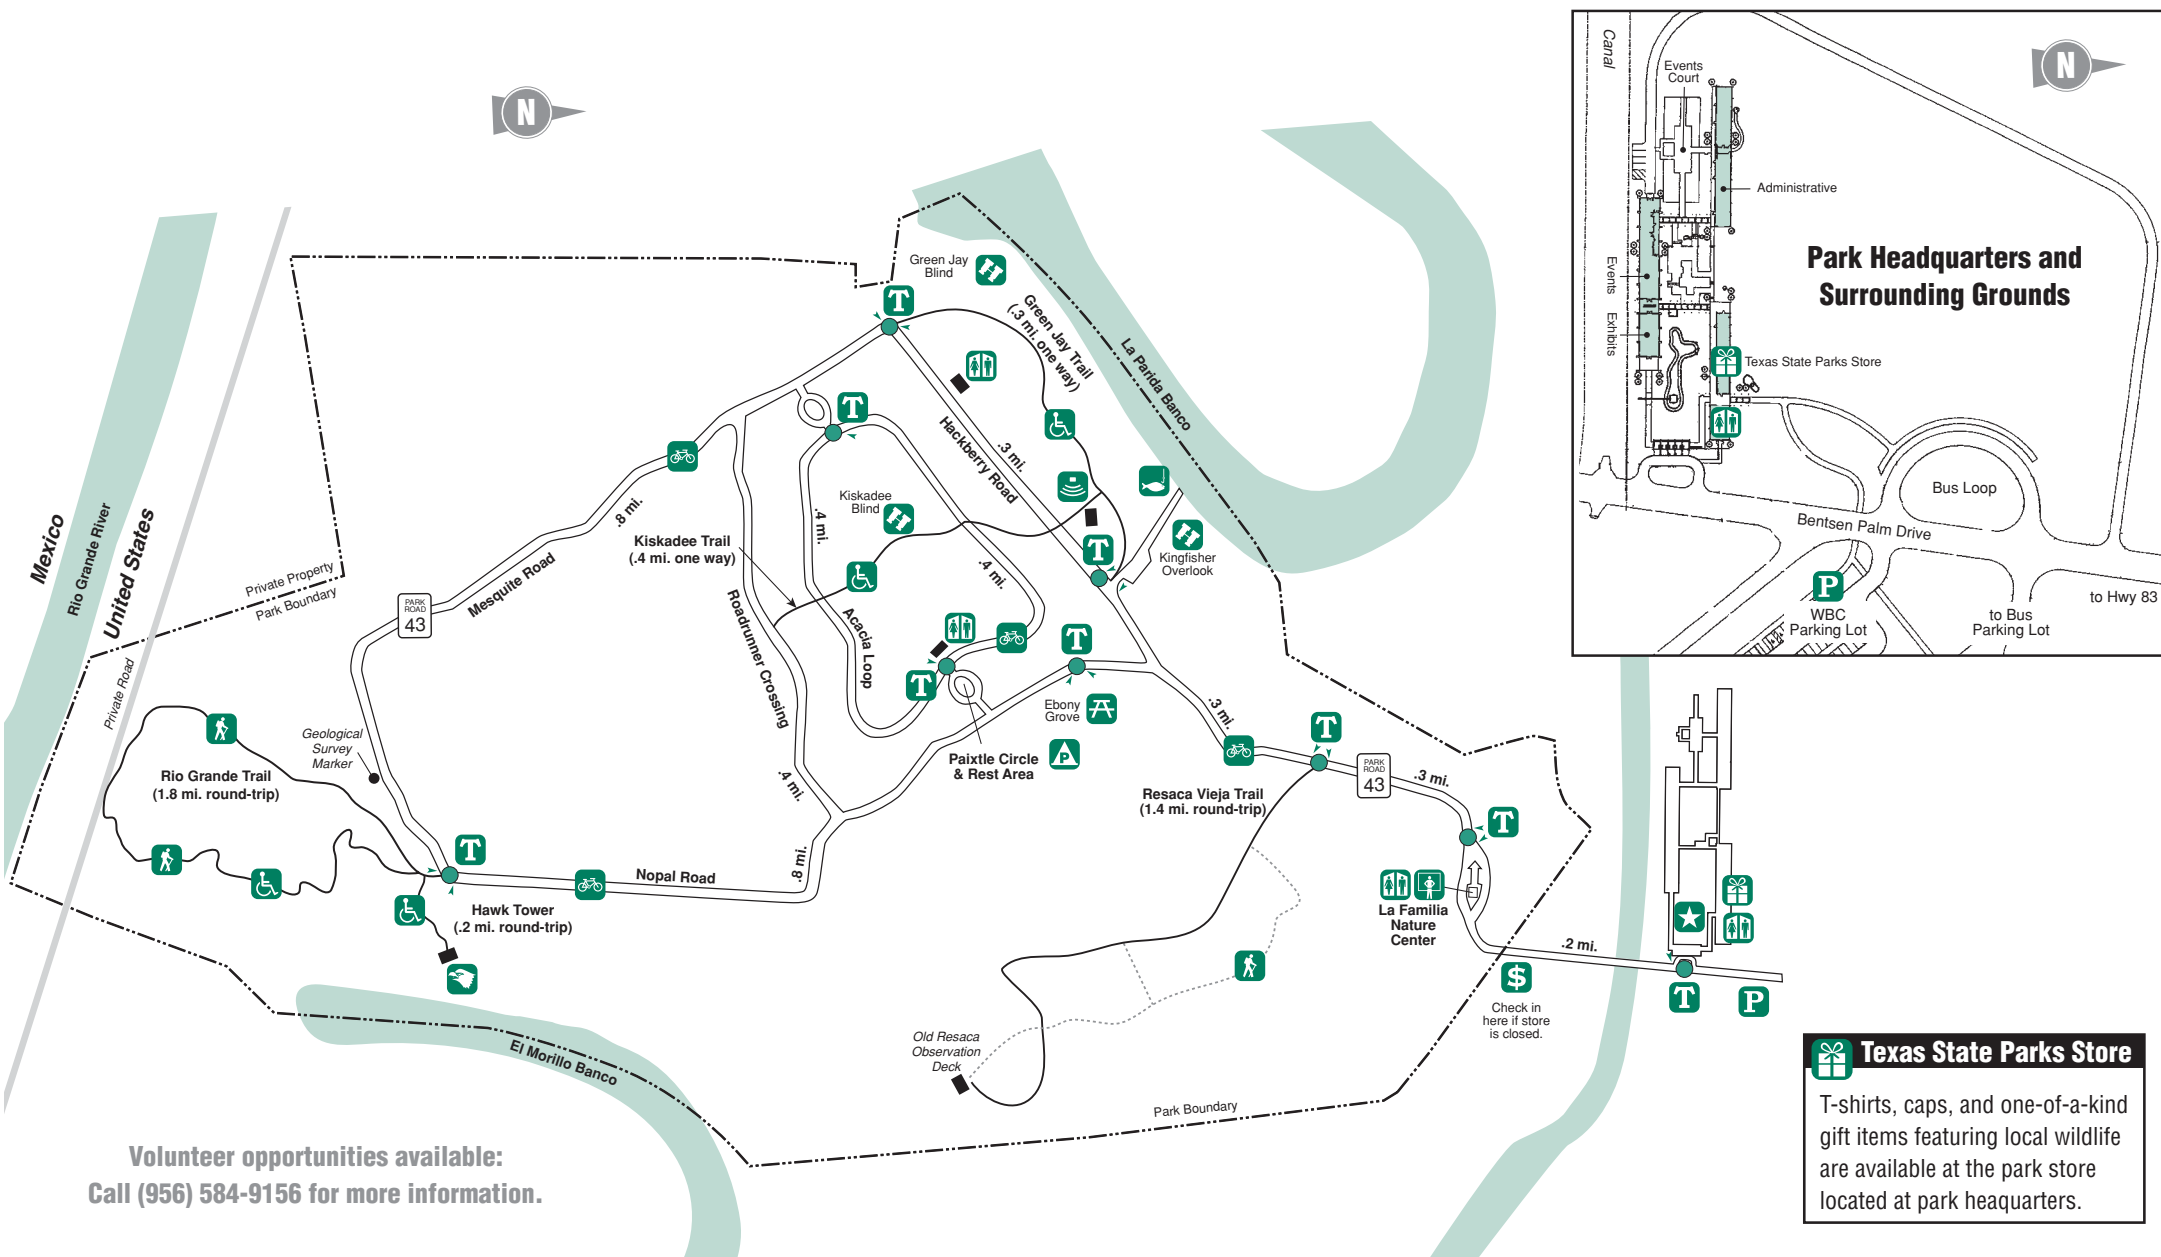 N
Mexico
Rio Grande River
United States
Private Road
Private Property
Park Boundary
Green Jay
Blind
T
Green Jay Trail
(.3 mi. one way)
La Parida Banco
T
Hackberry Road
.3 mi.
.8 mi.
Mesquite Road
PARK
ROAD
43
Kiskadee
Blind
Kiskadee Trail
(.4 mi. one way)
.4 mi.
.4 mi.
Acacia Loop
Roadrunner Crossing
.4 mi.
T
Kingfisher
Overlook
T
T
Ebony
Grove
P
Paixtle Circle
& Rest Area
.3 mi.
T
PARK
ROAD
43
.3 mi.
T
Resaca Vieja Trail
(1.4 mi. round-trip)
Geological
Survey
Marker
Rio Grande Trail
(1.8 mi. round-trip)
T
Nopal Road
.8 mi.
Hawk Tower
(.2 mi. round-trip)
La Familia
Nature
Center
.2 mi.
$
Check in
here if store
is closed.
T
P
Old Resaca
Observation
Deck
El Morillo Banco
Park Boundary
Volunteer opportunities available:
Call (956) 584-9156 for more information.
Canal
Events
Court
N
Administrative
Park Headquarters and
Surrounding Grounds
Events
Exhibits
Texas State Parks Store
Bus Loop
Bentsen Palm Drive
P
WBC
Parking Lot
to Bus
Parking Lot
to Hwy 83
Texas State Parks Store
T-shirts, caps, and one-of-a-kind
gift items featuring local wildlife
are available at the park store
located at park heaquarters.